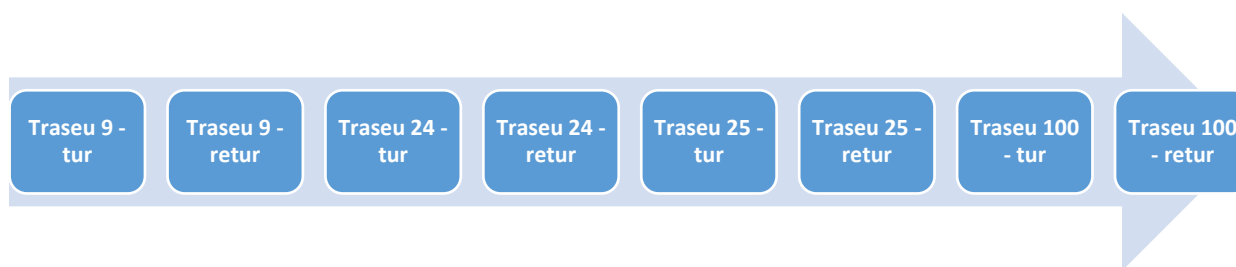 Traseu 9 -
tur
Traseu 9 -
retur
Traseu 24 -
tur
Traseu 24 -
retur
Traseu 25 -
tur
Traseu 25 -
retur
Traseu 100
- tur
Traseu 100
- retur